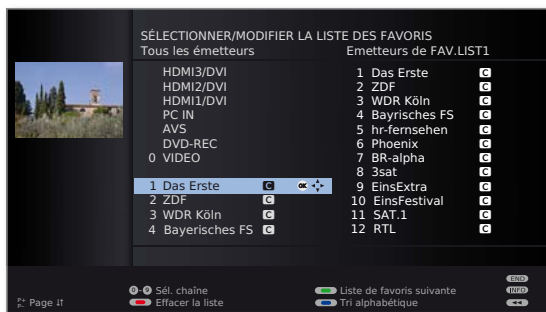 SÉLECTIONNER/MODIFIER LA LISTE DES FAVORIS
Tous les émetteurs
HDMI3/DVI
HDMI2/DVI
HDMI1/DVI
PC IN
AVS
DVD-REC
0 VIDEO
1 Das Erste C OK
2 ZDF C
3 WDR Köln C
4 Bayerisches FS C
Emetteurs de FAV.LIST1
1 Das Erste C
2 ZDF C
3 WDR Köln C
4 Bayrisches FS C
5 hr-fernsehen C
6 Phoenix C
7 BR-alpha C
8 3sat C
9 EinsExtra C
10 EinsFestival C
11 SAT.1 C
12 RTL C
P+ P- Page
0-9 Sél. chaîne
Effacer la liste
Liste de favoris suivante
Tri alphabétique
END
INFO